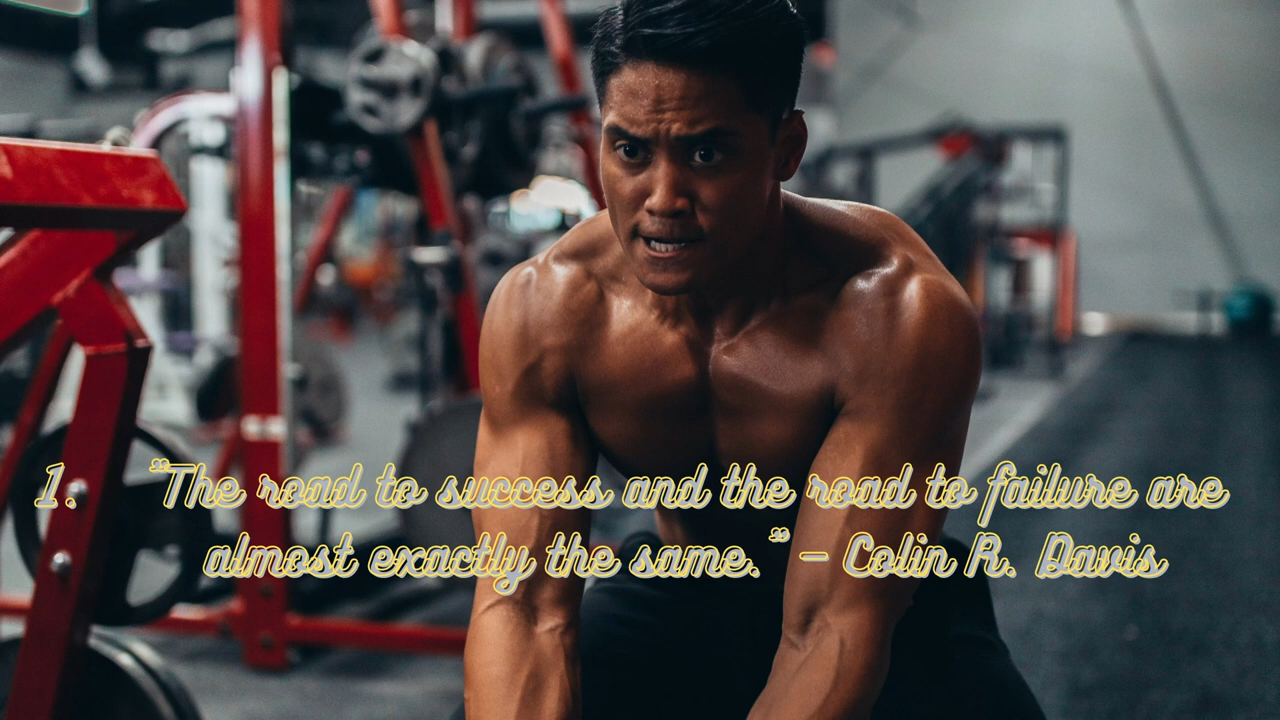 1. "The road to success and the road to failure are
almost exactly the same." – Colin R. Davis